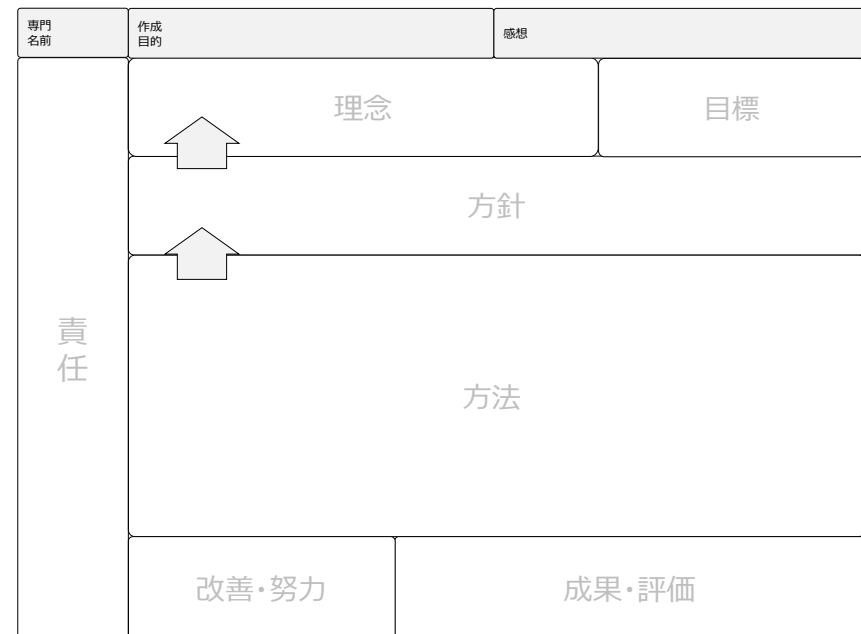 専門
名前
作成
目的
感想
理念
目標
方針
責
任
方法
改善・努力
成果・評価